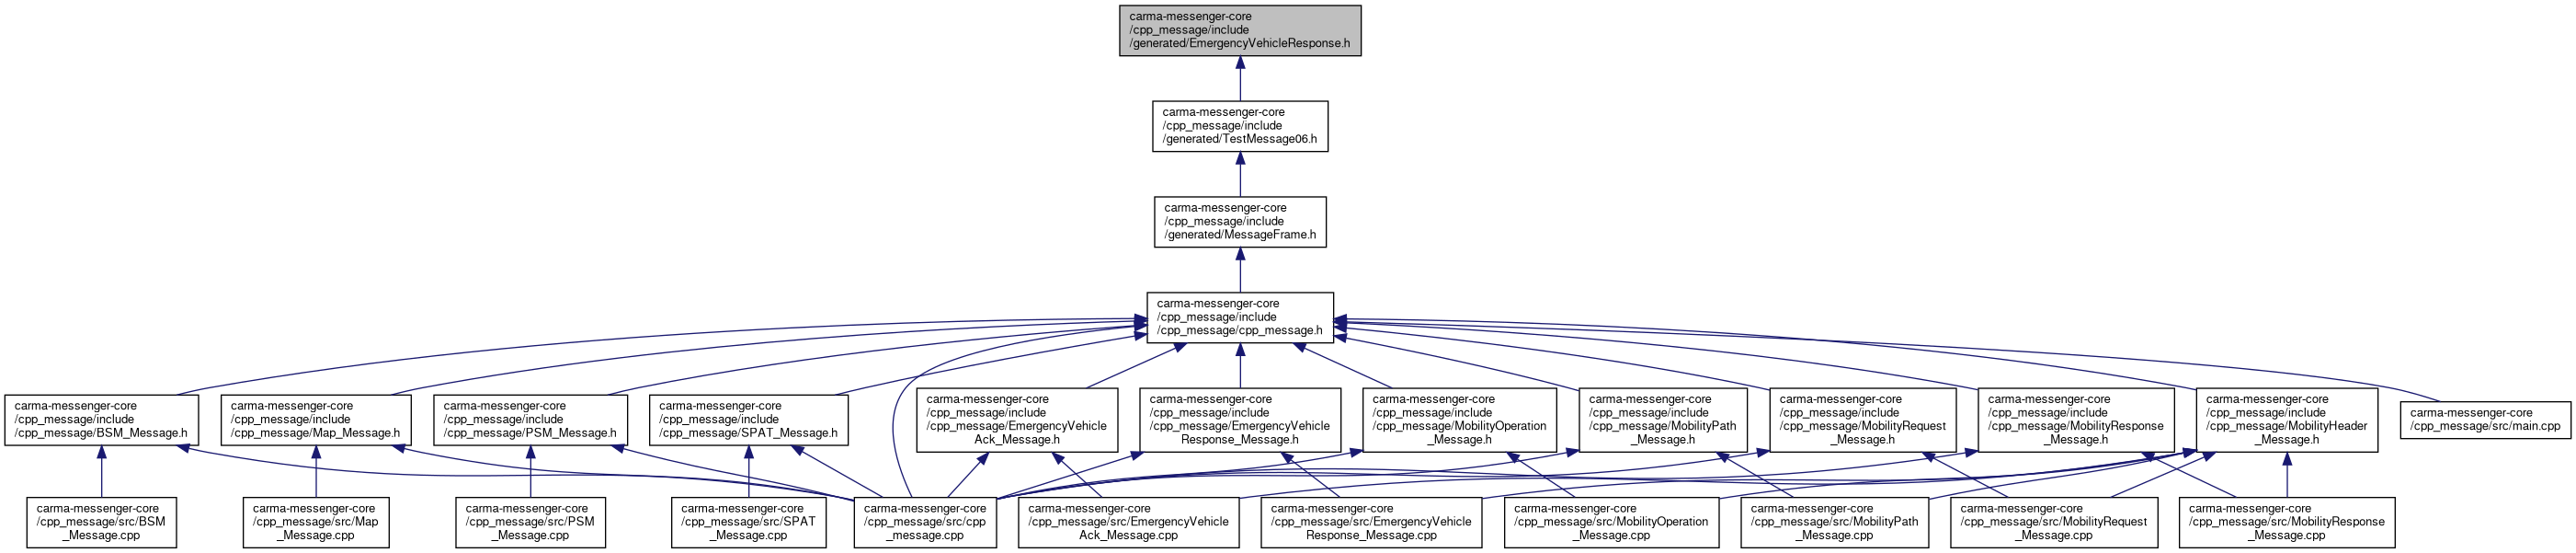 carma-messenger-core
/cpp_message/include
/generated/EmergencyVehicleResponse.h
carma-messenger-core
/cpp_message/include
/generated/TestMessage06.h
carma-messenger-core
/cpp_message/include
/generated/MessageFrame.h
carma-messenger-core
/cpp_message/include
/cpp_message/cpp_message.h
carma-messenger-core
/cpp_message/include
/cpp_message/BSM_Message.h
carma-messenger-core
/cpp_message/include
/cpp_message/Map_Message.h
carma-messenger-core
/cpp_message/include
/cpp_message/PSM_Message.h
carma-messenger-core
/cpp_message/include
/cpp_message/SPAT_Message.h
carma-messenger-core
/cpp_message/include
/cpp_message/EmergencyVehicle
Ack_Message.h
carma-messenger-core
/cpp_message/include
/cpp_message/EmergencyVehicle
Response_Message.h
carma-messenger-core
/cpp_message/include
/cpp_message/MobilityOperation
_Message.h
carma-messenger-core
/cpp_message/include
/cpp_message/MobilityPath
_Message.h
carma-messenger-core
/cpp_message/include
/cpp_message/MobilityRequest
_Message.h
carma-messenger-core
/cpp_message/include
/cpp_message/MobilityResponse
_Message.h
carma-messenger-core
/cpp_message/include
/cpp_message/MobilityHeader
_Message.h
carma-messenger-core
/cpp_message/src/main.cpp
carma-messenger-core
/cpp_message/src/BSM
_Message.cpp
carma-messenger-core
/cpp_message/src/Map
_Message.cpp
carma-messenger-core
/cpp_message/src/PSM
_Message.cpp
carma-messenger-core
/cpp_message/src/SPAT
_Message.cpp
carma-messenger-core
/cpp_message/src/cpp
_message.cpp
carma-messenger-core
/cpp_message/src/EmergencyVehicle
Ack_Message.cpp
carma-messenger-core
/cpp_message/src/EmergencyVehicle
Response_Message.cpp
carma-messenger-core
/cpp_message/src/MobilityOperation
_Message.cpp
carma-messenger-core
/cpp_message/src/MobilityPath
_Message.cpp
carma-messenger-core
/cpp_message/src/MobilityRequest
_Message.cpp
carma-messenger-core
/cpp_message/src/MobilityResponse
_Message.cpp